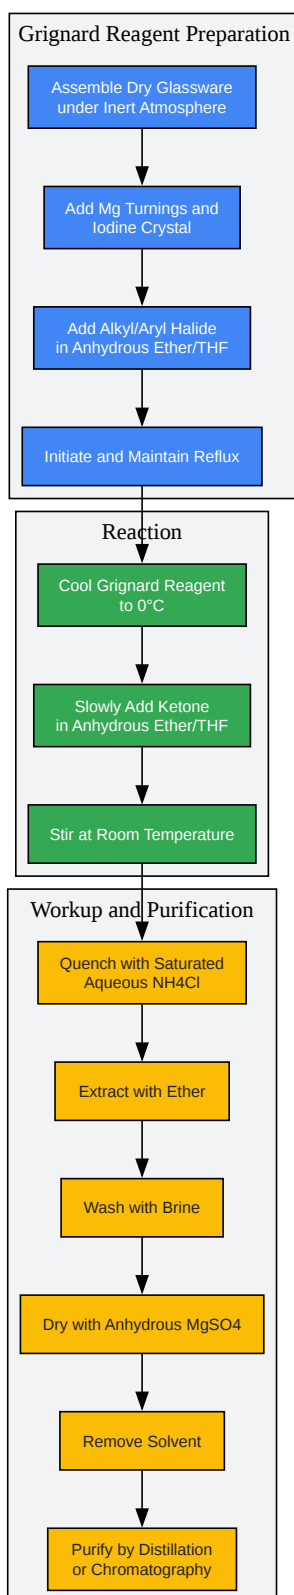 Grignard Reagent Preparation
Assemble Dry Glassware
under Inert Atmosphere
Add Mg Turnings and
Iodine Crystal
Add Alkyl/Aryl Halide
in Anhydrous Ether/THF
Initiate and Maintain Reflux
Reaction
Cool Grignard Reagent
to 0°C
Slowly Add Ketone
in Anhydrous Ether/THF
Stir at Room Temperature
Workup and Purification
Quench with Saturated
Aqueous NH4Cl
Extract with Ether
Wash with Brine
Dry with Anhydrous MgSO4
Remove Solvent
Purify by Distillation
or Chromatography